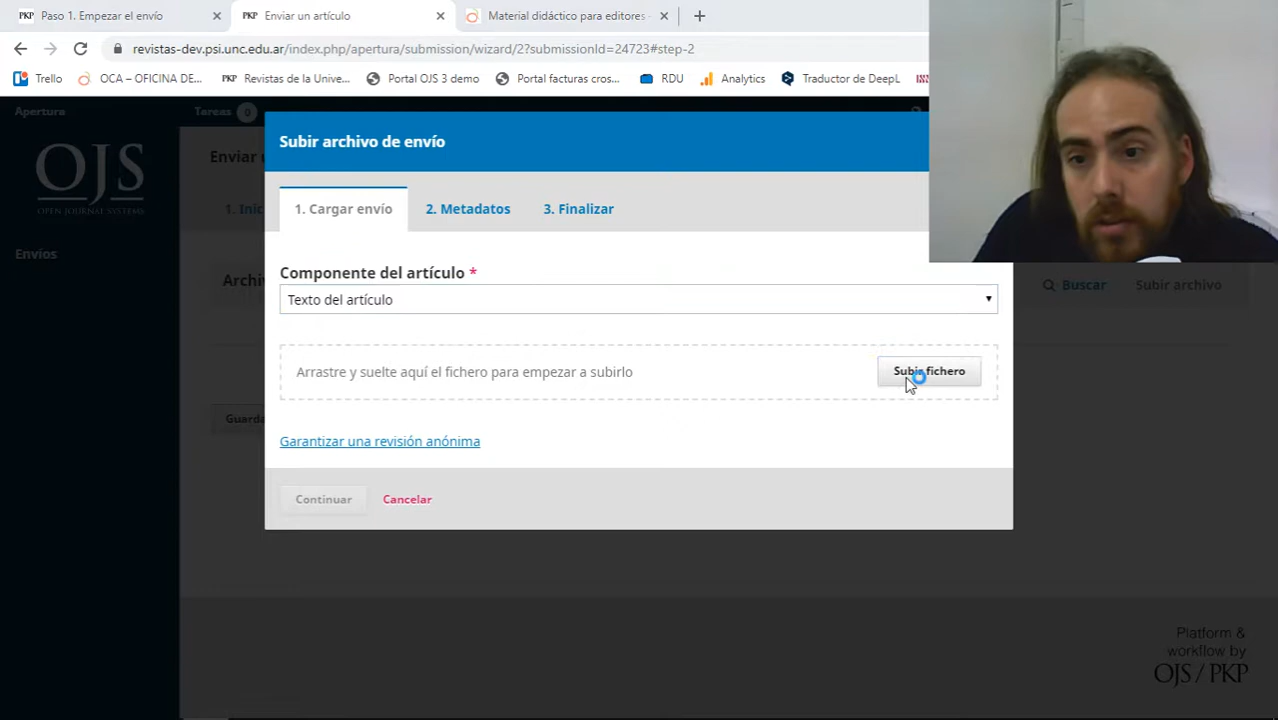 PKP Paso 1. Empezar el envío
PKP Enviar un artículo
Material didáctico para editores -
revistas-dev.psi.unc.edu.ar/index.php/apertura/submission/wizard/2?submissionId=24723#step-2
Trello
OCA – OFICINA DE...
PKP Revistas de la Unive...
Portal OJS 3 demo
Portal facturas cros...
RDU
Analytics
Traductor de DeepL
Apertura
Tareas 0
OJS
OPEN JOURNAL SYSTEMS
Envíos
Enviar
Subir archivo de envío
1. Cargar envío
2. Metadatos
3. Finalizar
Componente del artículo *
Texto del artículo
Buscar
Subir archivo
Arrastre y suelte aquí el fichero para empezar a subirlo
Subir fichero
Garantizar una revisión anónima
Continuar
Cancelar
Platform &
workflow by
OJS / PKP